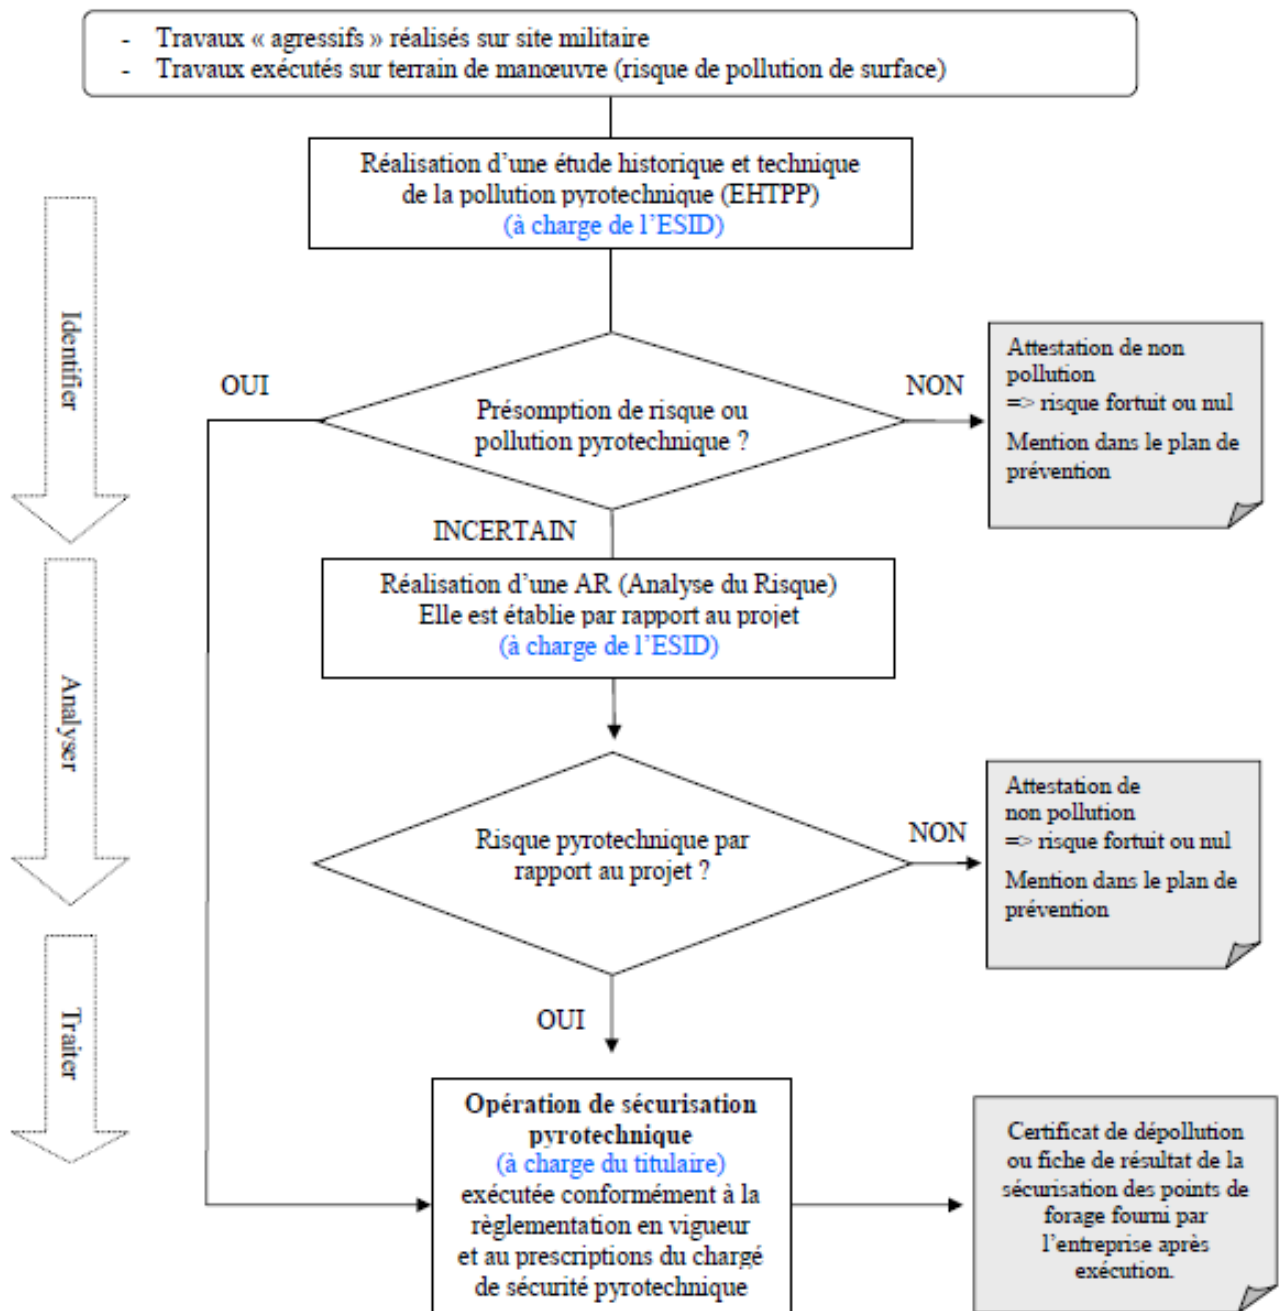 - Travaux « agressifs » réalisés sur site militaire
- Travaux exécutés sur terrain de manœuvre (risque de pollution de surface)
Réalisation d'une étude historique et technique
de la pollution pyrotechnique (EHTPP)
(à charge de l'ESID)
Identifier
OUI
Présomption de risque ou
pollution pyrotechnique ?
NON
Attestation de non
pollution
=> risque fortuit ou nul
Mention dans le plan de
prévention
INCERTAIN
Réalisation d'une AR (Analyse du Risque)
Elle est établie par rapport au projet
(à charge de l'ESID)
Analyser
Risque pyrotechnique par
rapport au projet ?
NON
Attestation de
non pollution
=> risque fortuit ou nul
Mention dans le plan de
prévention
OUI
Traiter
Opération de sécurisation
pyrotechnique
(à charge du titulaire)
exécutée conformément à la
règlementation en vigueur
et au prescriptions du chargé
de sécurité pyrotechnique
Certificat de dépollution
ou fiche de résultat de la
sécurisation des points de
forage fourni par
l'entreprise après
exécution.